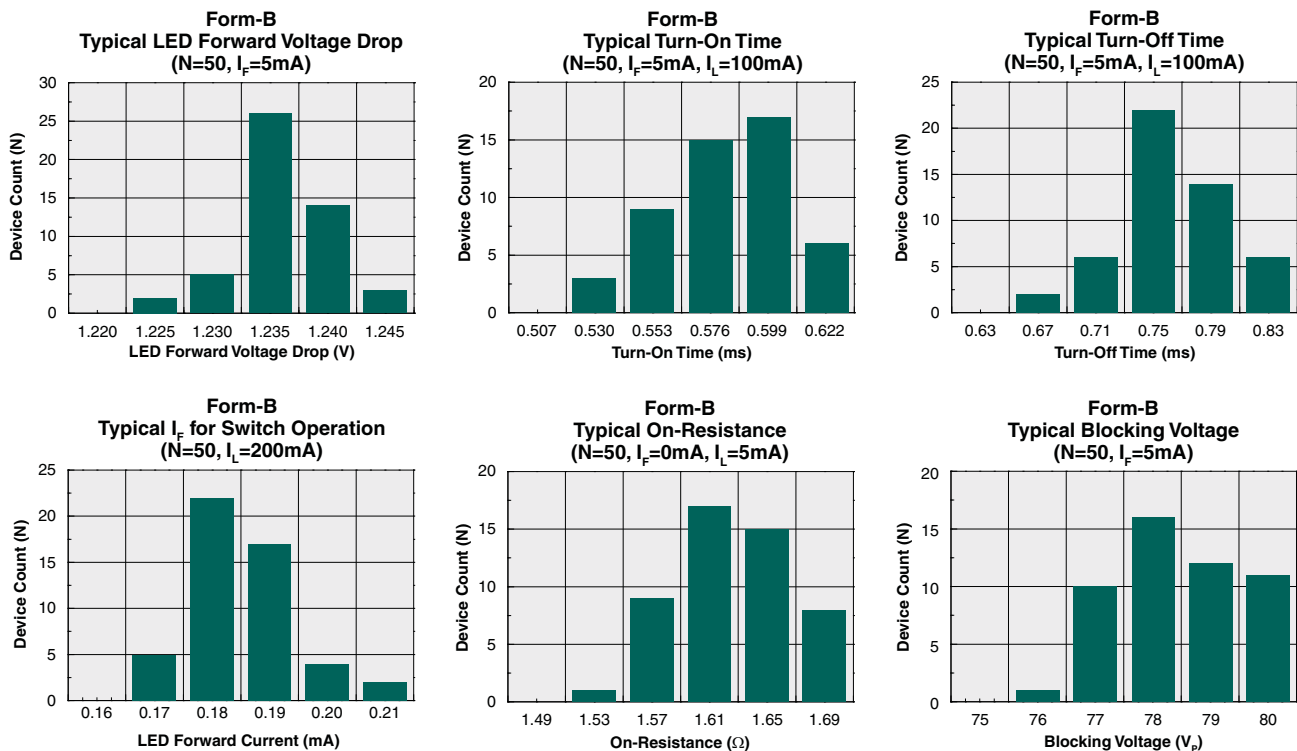 Form-B
Typical LED Forward Voltage Drop
(N=50, IF=5mA)
Device Count (N)
30
25
20
15
10
5
0
1.220 1.225 1.230 1.235 1.240 1.245
LED Forward Voltage Drop (V)
Form-B
Typical Turn-On Time
(N=50, IF=5mA, IL=100mA)
Device Count (N)
20
15
10
5
0
0.507 0.530 0.553 0.576 0.599 0.622
Turn-On Time (ms)
Form-B
Typical Turn-Off Time
(N=50, IF=5mA, IL=100mA)
Device Count (N)
25
20
15
10
5
0
0.63 0.67 0.71 0.75 0.79 0.83
Turn-Off Time (ms)
Form-B
Typical IF for Switch Operation
(N=50, IL=200mA)
Device Count (N)
25
20
15
10
5
0
0.16 0.17 0.18 0.19 0.20 0.21
LED Forward Current (mA)
Form-B
Typical On-Resistance
(N=50, IF=0mA, IL=5mA)
Device Count (N)
20
15
10
5
0
1.49 1.53 1.57 1.61 1.65 1.69
On-Resistance (Ω)
Form-B
Typical Blocking Voltage
(N=50, IF=5mA)
Device Count (N)
20
15
10
5
0
75 76 77 78 79 80
Blocking Voltage (VP)